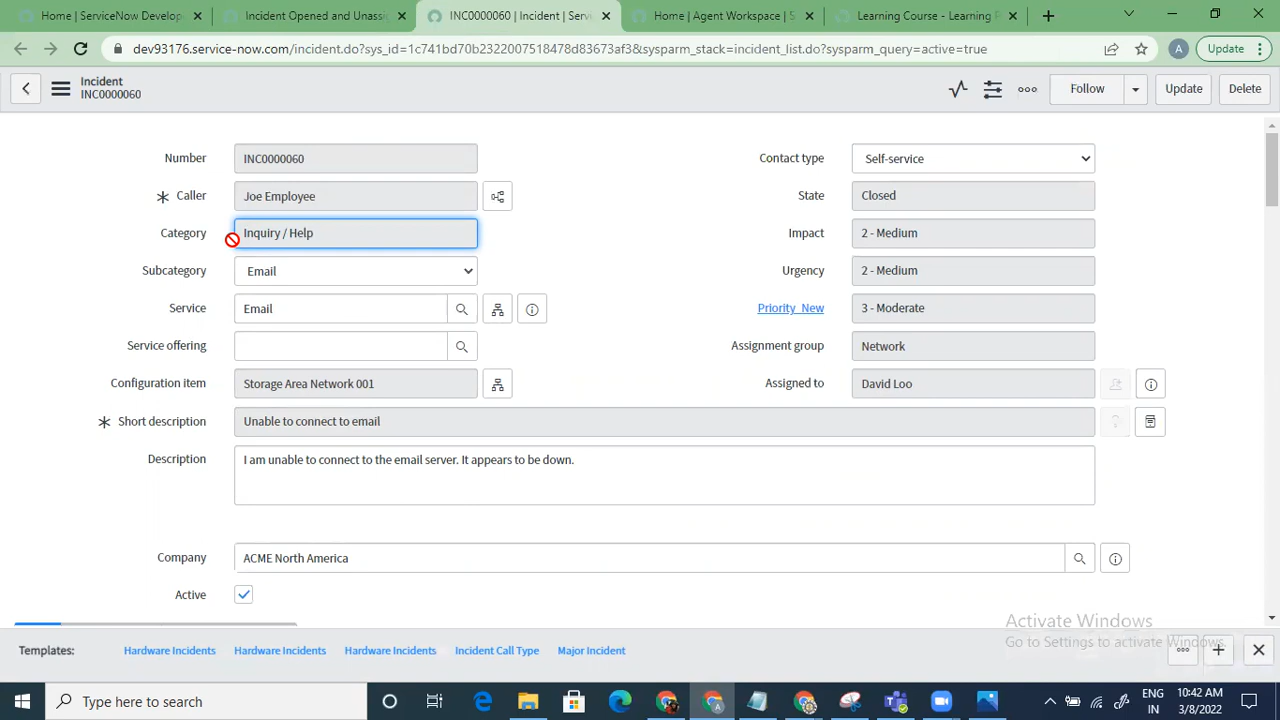 Home | ServiceNow Develop
Incident Opened and Unassi
INC0000060 | Incident | Servi
Home | Agent Workspace | S
Learning Course - Learning P
dev93176.service-now.com/incident.do?sys_id=1c741bd70b2322007518478d83673af3&sysparm_stack=incident_list.do?sysparm_query=active=true
A
Update
Incident
INC0000060
Follow
Update
Delete
Number INC0000060
Contact type Self-service
Caller Joe Employee
State Closed
Category Inquiry / Help
Impact 2 - Medium
Subcategory Email
Urgency 2 - Medium
Service Email
Priority_New 3 - Moderate
Service offering
Assignment group Network
Configuration item Storage Area Network 001
Assigned to David Loo
Short description Unable to connect to email
Description I am unable to connect to the email server. It appears to be down.
Company ACME North America
Active
Activate Windows
Go to Settings to activate Windows.
Templates: Hardware Incidents Hardware Incidents Hardware Incidents Incident Call Type Major Incident
Type here to search
ENG
IN
10:42 AM
3/8/2022